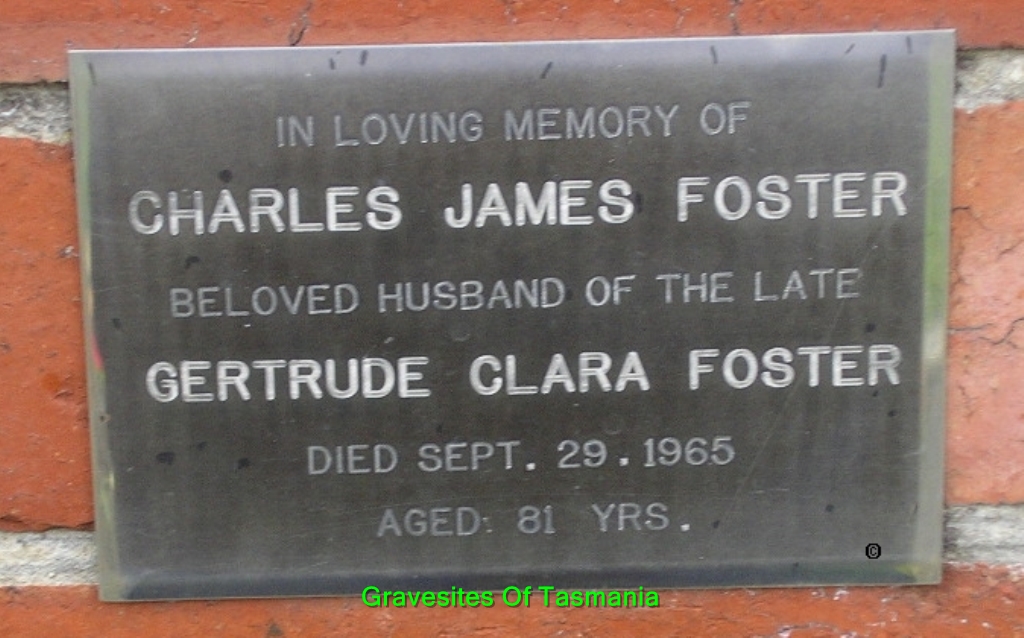 IN LOVING MEMORY OF
CHARLES JAMES FOSTER
BELOVED HUSBAND OF THE LATE
GERTRUDE CLARA FOSTER
DIED SEPT. 29.1965
AGED: 81 YRS.
©
Gravesites Of Tasmania